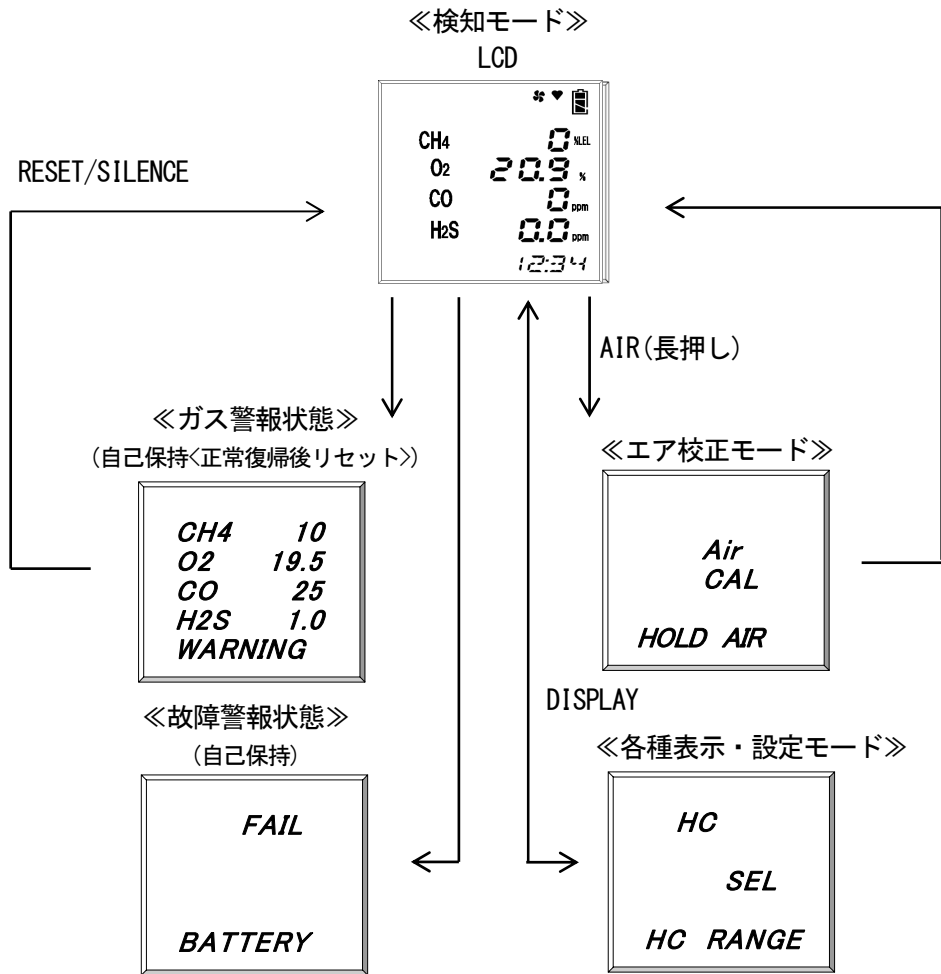 ≪検知モード≫
LCD
CH4 0 %LEL
O2 20.9 %
CO 0 ppm
H2S 0.0 ppm
12:34
RESET/SILENCE
AIR(長押し)
≪ガス警報状態≫
(自己保持<正常復帰後リセット>)
CH4 10
O2 19.5
CO 25
H2S 1.0
WARNING
≪エア校正モード≫
Air
CAL
HOLD AIR
DISPLAY
≪故障警報状態≫
(自己保持)
FAIL
BATTERY
≪各種表示・設定モード≫
HC
SEL
HC RANGE